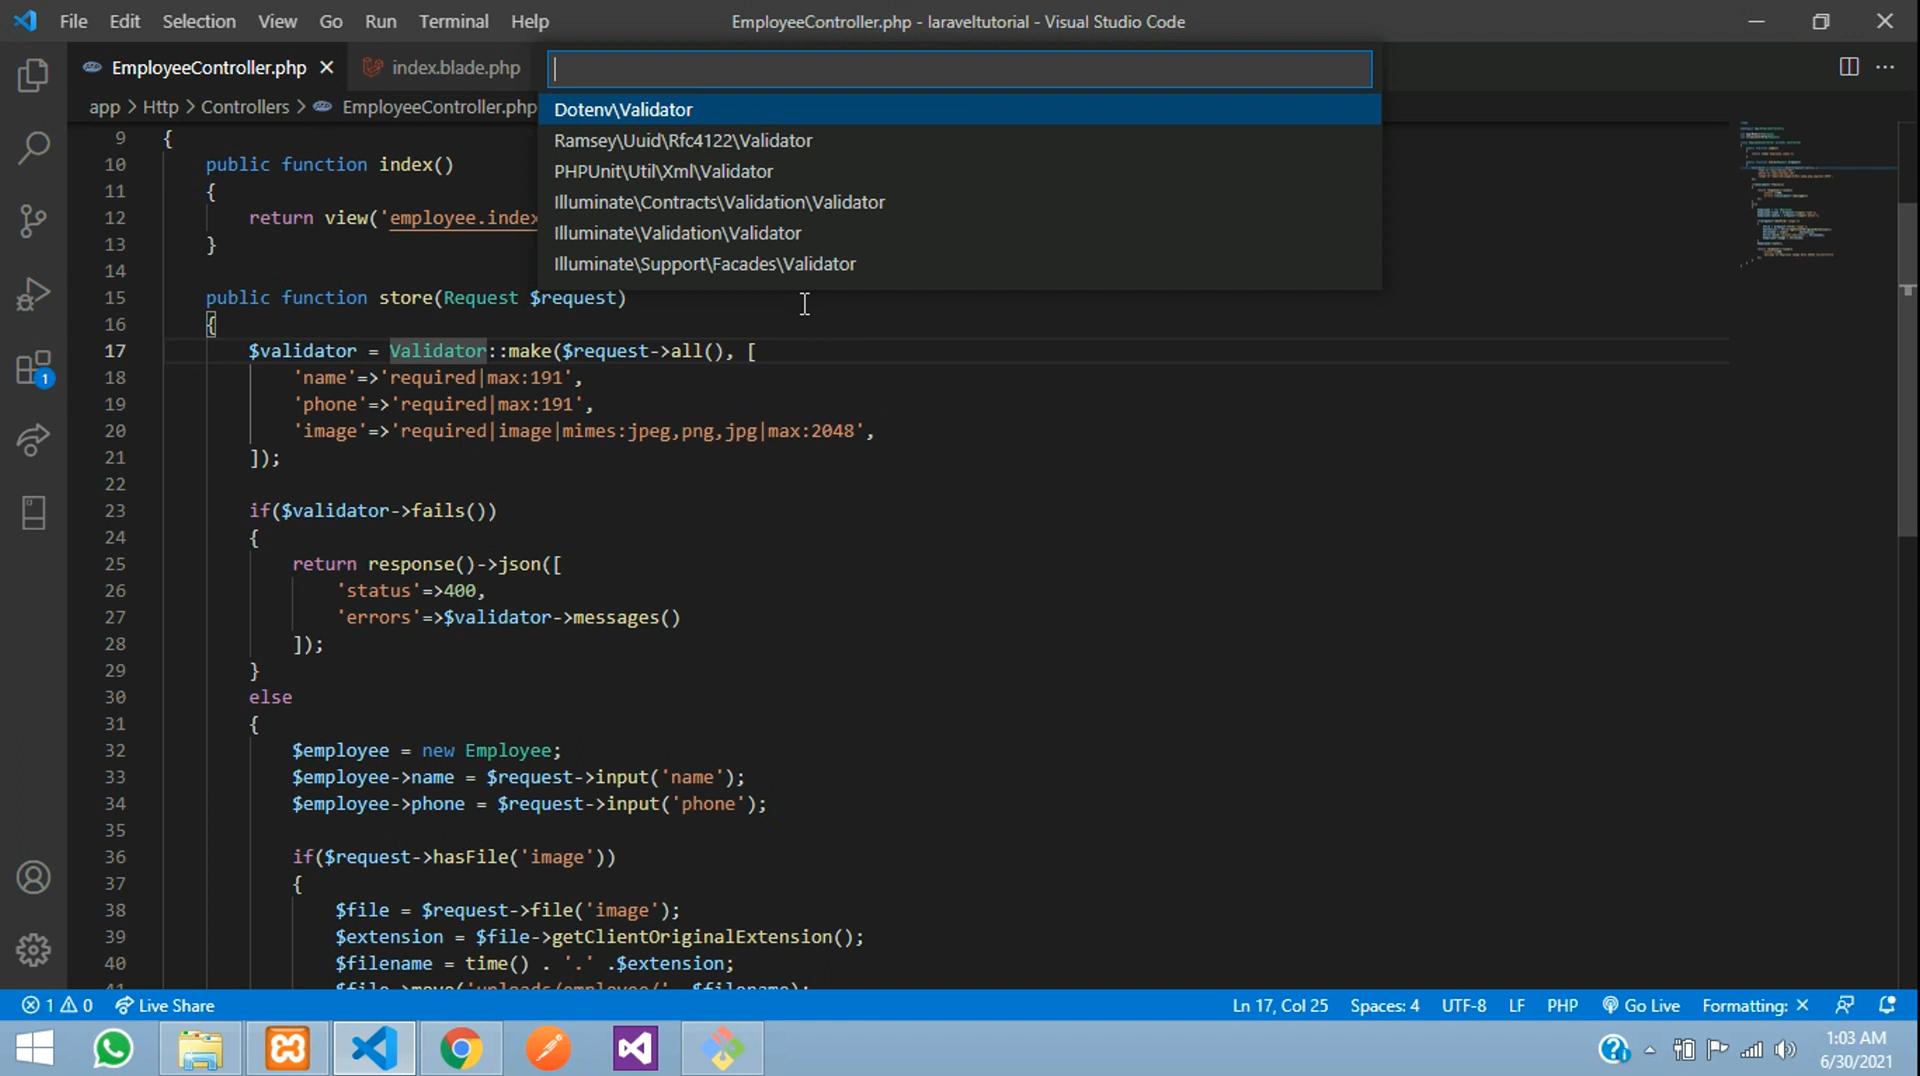 File Edit Selection View Go Run Terminal Help EmployeeController.php - laraveltutorial - Visual Studio Code
EmployeeController.php index.blade.php
app > Http > Controllers > EmployeeController.php
Dotenv\Validator
Ramsey\Uuid\Rfc4122\Validator
PHPUnit\Util\Xml\Validator
Illuminate\Contracts\Validation\Validator
Illuminate\Validation\Validator
Illuminate\Support\Facades\Validator
9 {
10 public function index()
11 {
12 return view('employee.index
13 }
14
15 public function store(Request $request)
16 {
17 $validator = Validator::make($request->all(), [
18 'name'=>'required|max:191',
19 'phone'=>'required|max:191',
20 'image'=>'required|image|mimes:jpeg,png,jpg|max:2048',
21 ]);
22
23 if($validator->fails())
24 {
25 return response()->json([
26 'status'=>400,
27 'errors'=>$validator->messages()
28 ]);
29 }
30 else
31 {
32 $employee = new Employee;
33 $employee->name = $request->input('name');
34 $employee->phone = $request->input('phone');
35
36 if($request->hasFile('image'))
37 {
38 $file = $request->file('image');
39 $extension = $file->getClientOriginalExtension();
40 $filename = time() . '.' .$extension;
41 $file->move('uploads/employee/', $filename);
1
1 0 Live Share Ln 17, Col 25 Spaces: 4 UTF-8 LF PHP Go Live Formatting: ×
1:03 AM
6/30/2021